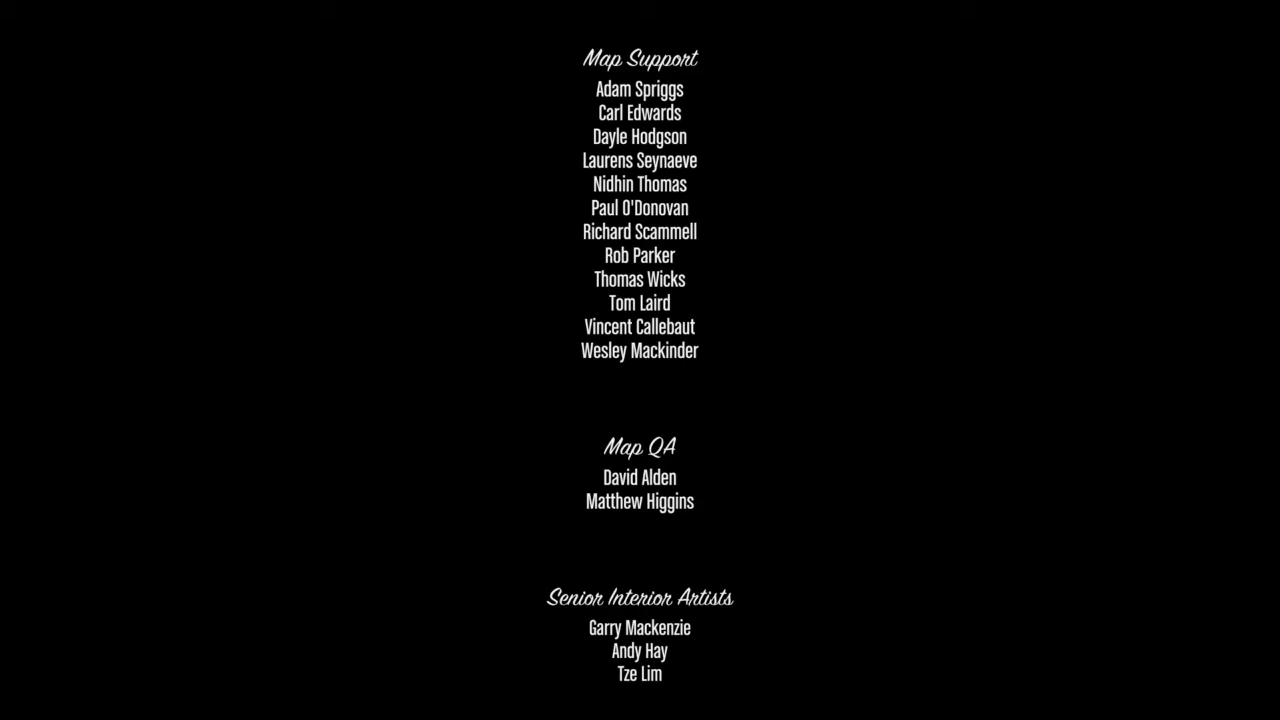 Map Support
Adam Spriggs
Carl Edwards
Dayle Hodgson
Laurens Seynaeve
Nidhin Thomas
Paul O'Donovan
Richard Scammell
Rob Parker
Thomas Wicks
Tom Laird
Vincent Callebaut
Wesley Mackinder
Map QA
David Alden
Matthew Higgins
Senior Interior Artists
Garry Mackenzie
Andy Hay
Tze Lim